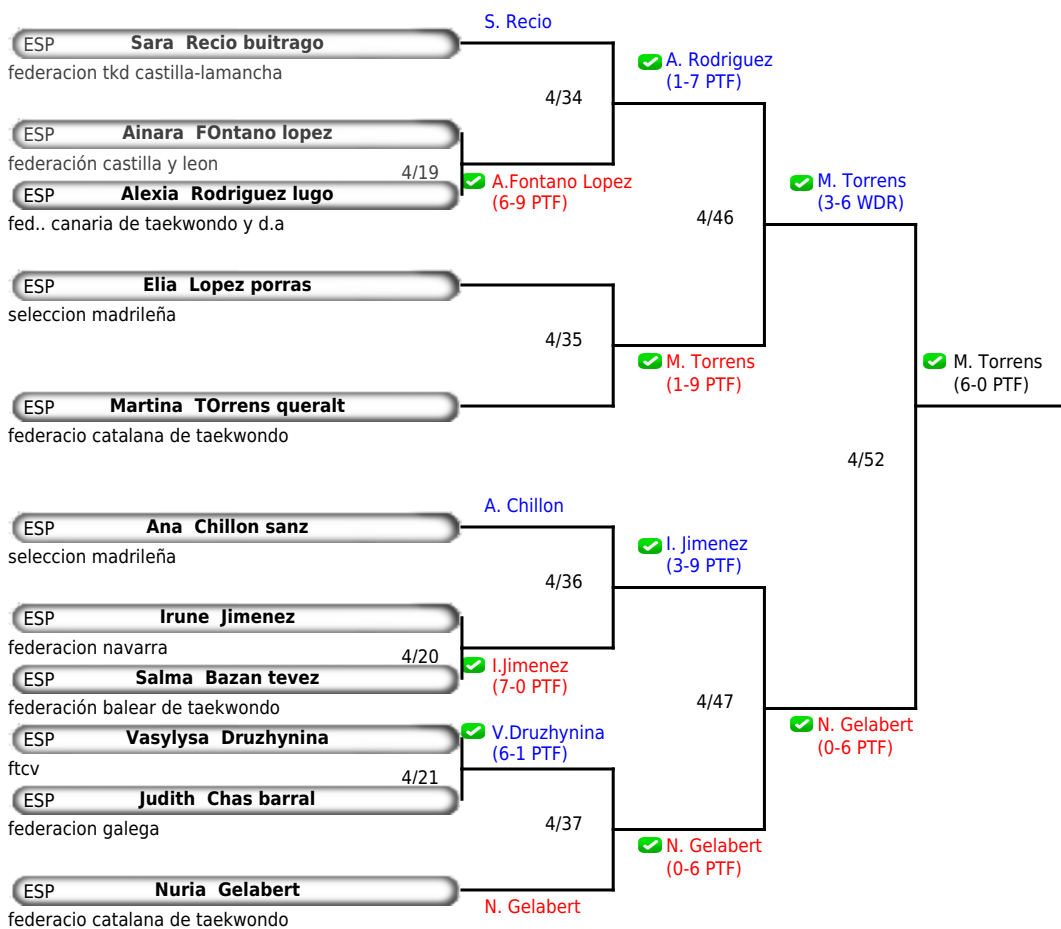 S. Recio
ESP Sara Recio buitrago
federacion tkd castilla-lamancha
A. Rodriguez
(1-7 PTF)
4/34
ESP Ainara FOntano lopez
federación castilla y leon
4/19
A.Fontano Lopez
(6-9 PTF)
ESP Alexia Rodriguez lugo
fed.. canaria de taekwondo y d.a
M. Torrens
(3-6 WDR)
4/46
ESP Elia Lopez porras
seleccion madrileña
4/35
M. Torrens
(1-9 PTF)
M. Torrens
(6-0 PTF)
ESP Martina TOrrens queralt
federacio catalana de taekwondo
4/52
A. Chillon
ESP Ana Chillon sanz
seleccion madrileña
I. Jimenez
(3-9 PTF)
4/36
ESP Irune Jimenez
federacion navarra
4/20
I.Jimenez
(7-0 PTF)
ESP Salma Bazan tevez
federación balear de taekwondo
4/47
N. Gelabert
(0-6 PTF)
ESP Vasylysa Druzhynina
V.Druzhynina
(6-1 PTF)
ftcv
4/21
ESP Judith Chas barral
federacion galega
4/37
N. Gelabert
(0-6 PTF)
ESP Nuria Gelabert
N. Gelabert
federacio catalana de taekwondo